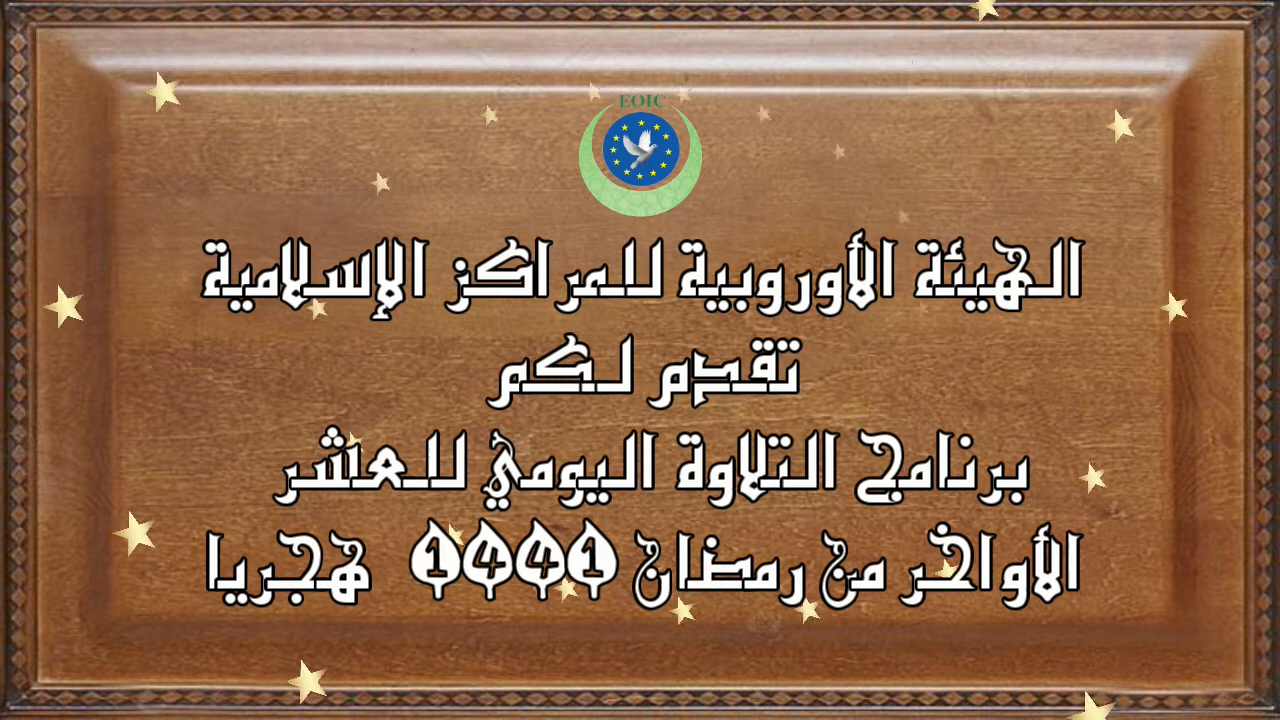 EOIC
الهيئة الأوروبية للمراكز الإسلامية
تقدم لكم
برنامج التلاوة اليومي للعشر
الأواخر من رمضان 1441 هجريا